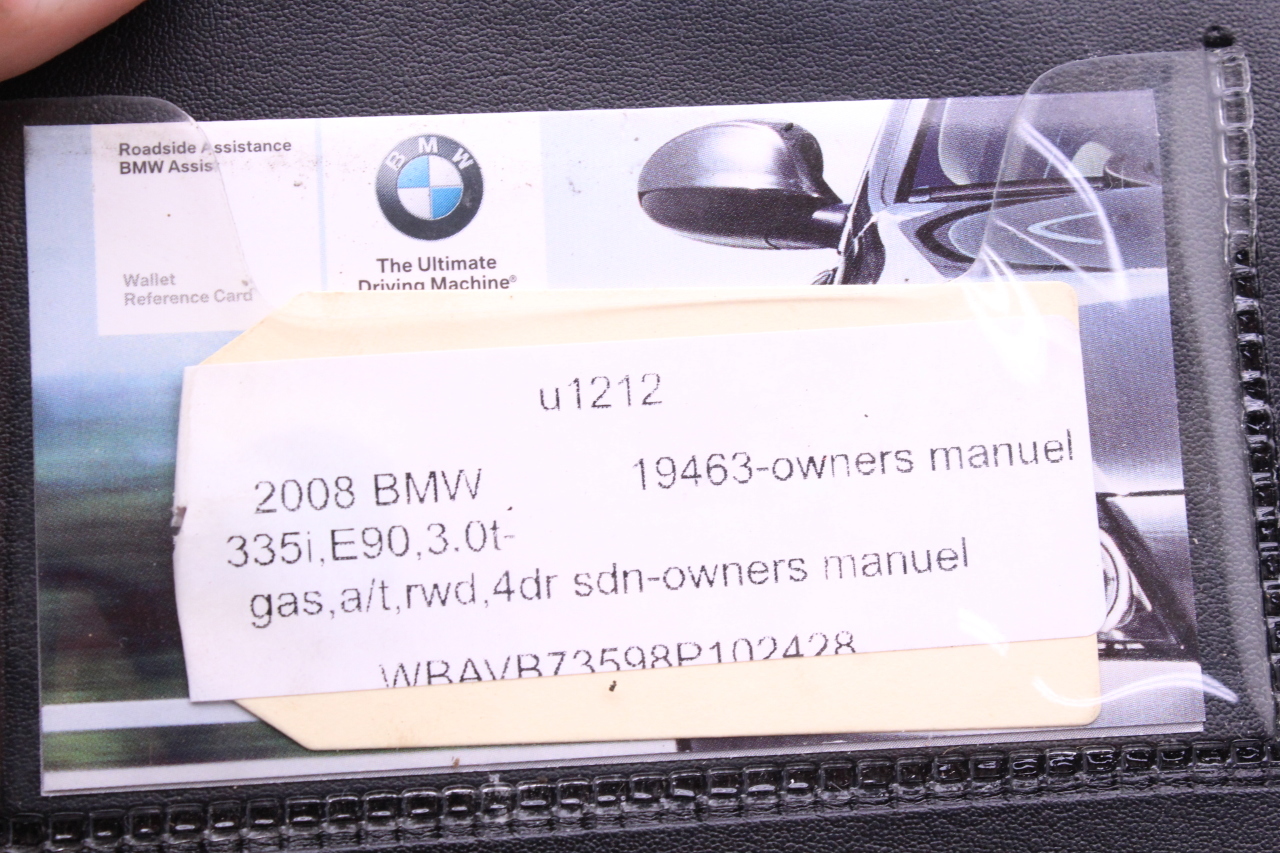 Roadside Assistance
BMW Assis
Wallet
Reference Card
BMW
The Ultimate
Driving Machine®
u1212
2008 BMW 19463-owners manuel
335i,E90,3.0t-
gas,a/t,rwd,4dr sdn-owners manuel
WBAVB73598P102428